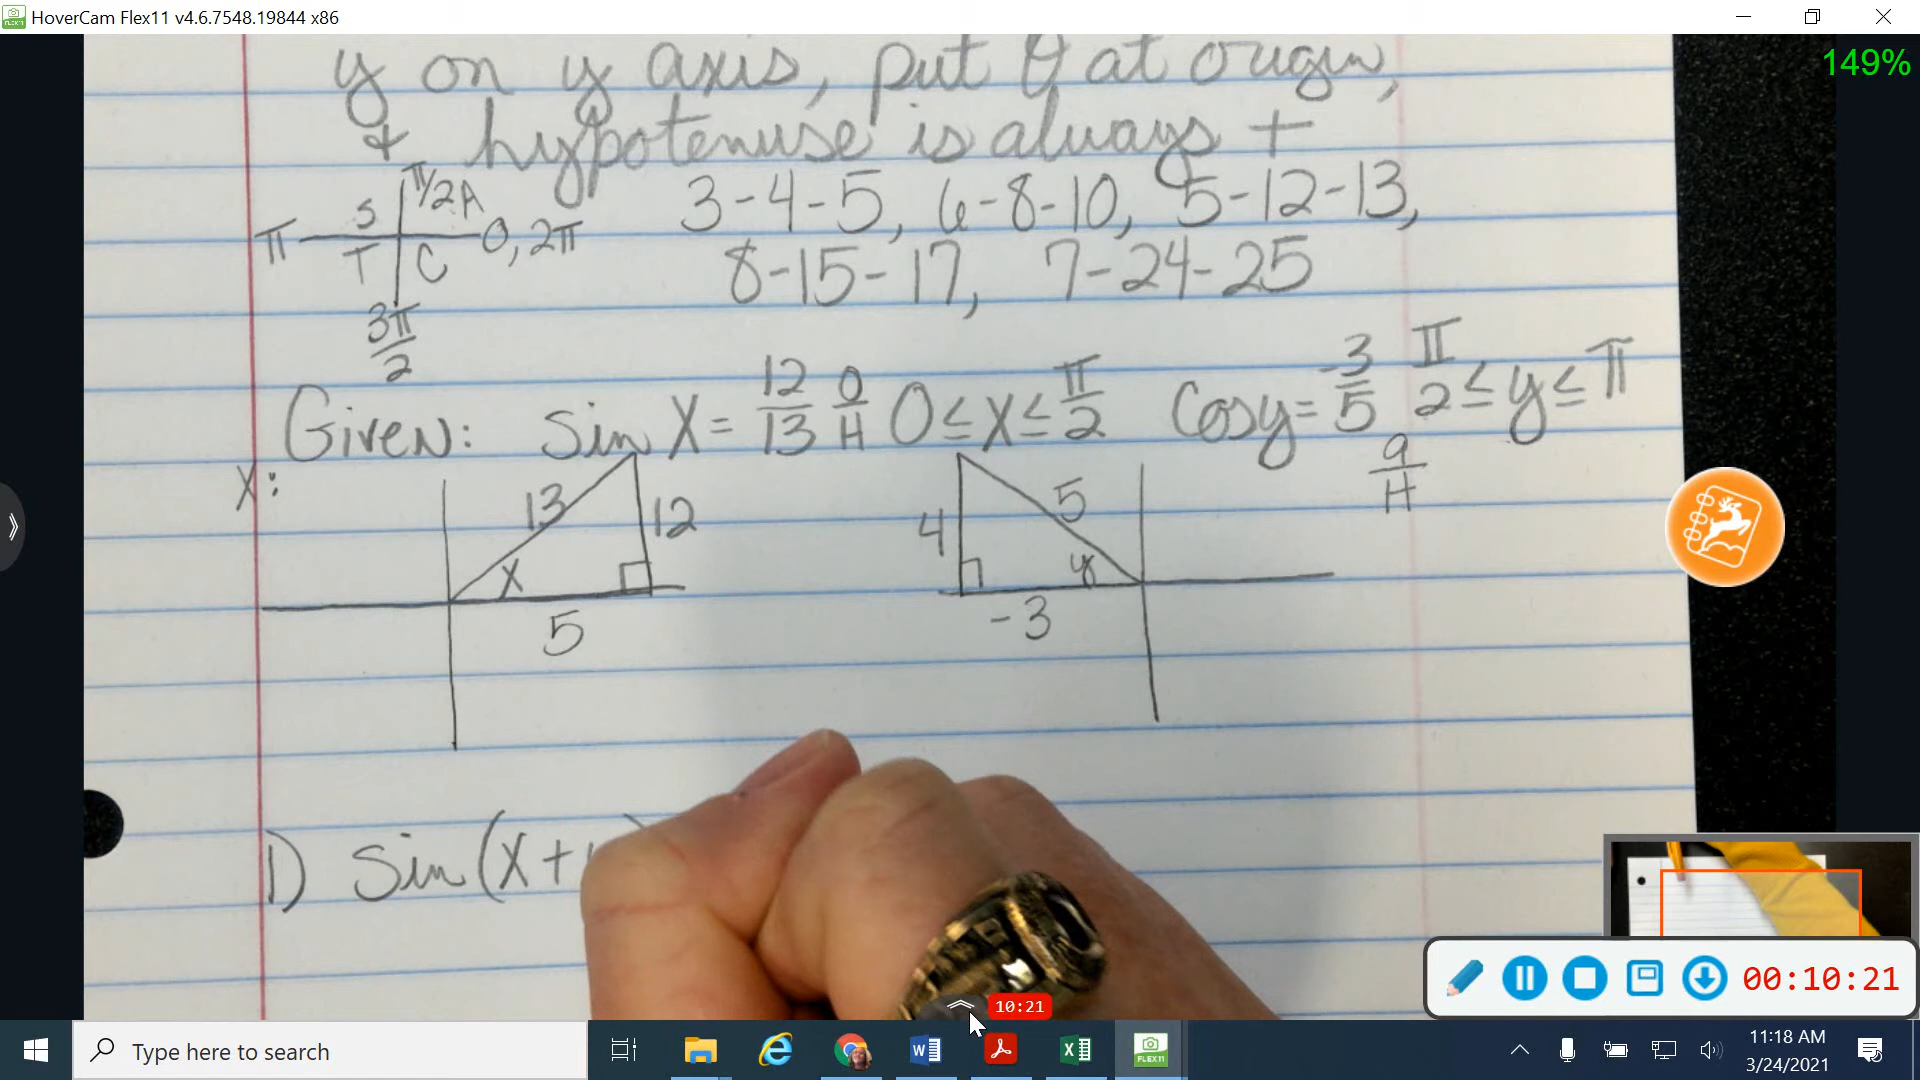 HoverCam Flex11 v4.6.7548.19844 x86
149%
y on y axis, put θ at origin,
+ hypotenuse is always +
S π/2 A
π T C 0, 2π
3π/2
3-4-5, 6-8-10, 5-12-13,
8-15-17, 7-24-25
Given: Sin X = 12/13 O/H 0 ≤ X ≤ π/2 Cos y = -3/5 π/2 ≤ y ≤ π
a/H
X:
13 12 X 5
4 5 y -3
1) Sin(X+
10:21
00:10:21
Type here to search
FLEX11
11:18 AM
3/24/2021